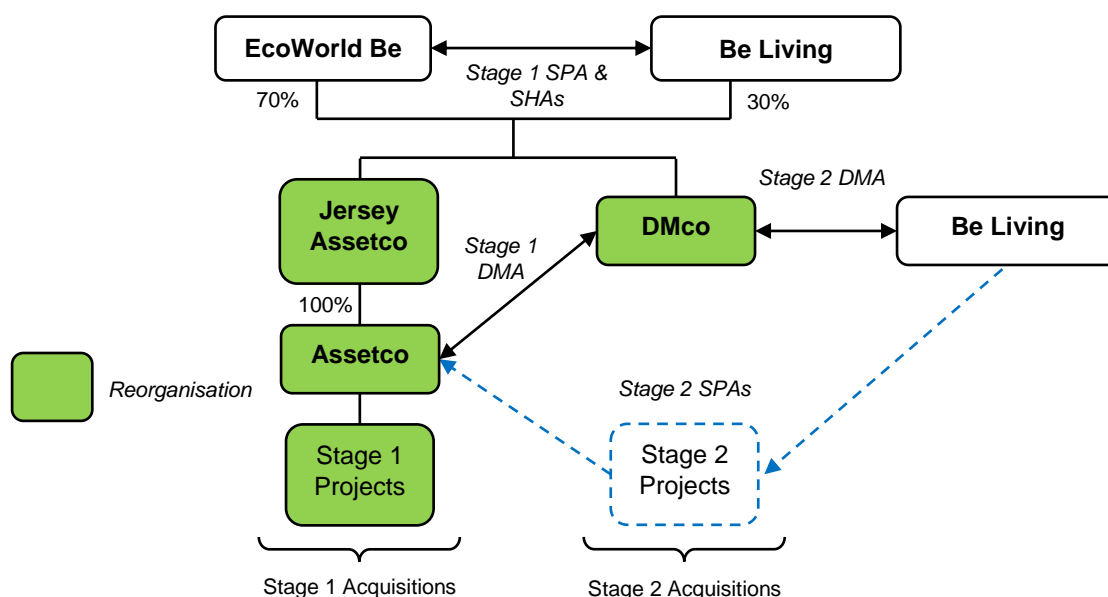 EcoWorld Be
Be Living
Stage 1 SPA &
SHAs
70%
30%
Stage 2 DMA
Jersey
Assetco
DMco
Be Living
Stage 1
DMA
100%
Assetco
Reorganisation
Stage 2 SPAs
Stage 1
Projects
Stage 2
Projects
Stage 1 Acquisitions
Stage 2 Acquisitions